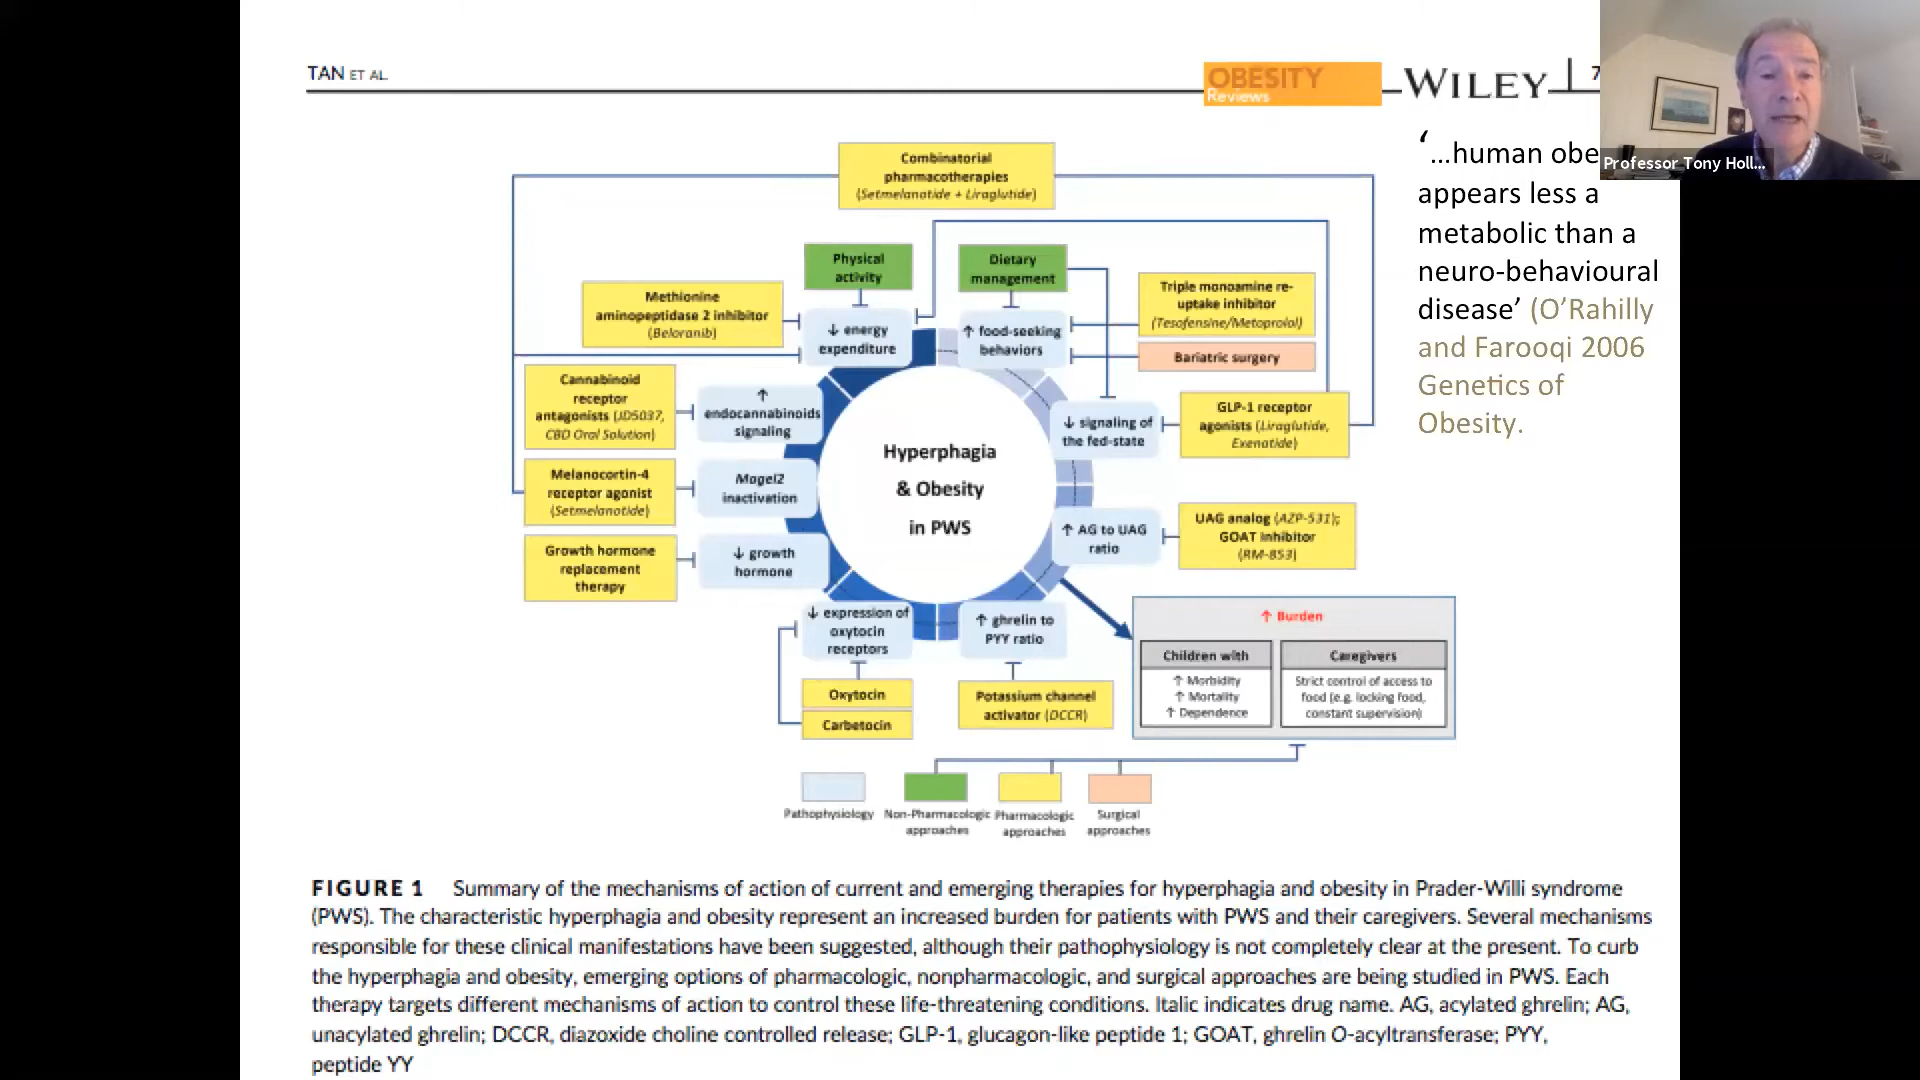 TAN ET AL.
OBESITY
Reviews
WILEY
7
Professor Tony Holl...
‘...human obe
appears less a
metabolic than a
neuro-behavioural
disease’ (O’Rahilly
and Farooqi 2006
Genetics of
Obesity.
Combinatorial
pharmacotherapies
(Setmelanotide + Liraglutide)
Physical
activity
Dietary
management
Methionine
aminopeptidase 2 inhibitor
(Beloranib)
Triple monoamine re-
uptake inhibitor
(Tesofensine/Metoprolol)
Bariatric surgery
↓ energy
expenditure
↑ food-seeking
behaviors
Cannabinoid
receptor
antagonists (JD5037,
CBD Oral Solution)
↑
endocannabinoids
signaling
↓ signaling of
the fed-state
GLP-1 receptor
agonists (Liraglutide,
Exenatide)
Hyperphagia
& Obesity
in PWS
Melanocortin-4
receptor agonist
(Setmelanotide)
Magel2
inactivation
↑ AG to UAG
ratio
UAG analog (AZP-531);
GOAT Inhibitor
(RM-853)
Growth hormone
replacement
therapy
↓ growth
hormone
↓ expression of
oxytocin
receptors
↑ ghrelin to
PYY ratio
Oxytocin
Carbetocin
Potassium channel
activator (DCCR)
↑ Burden
Children with
↑ Morbidity
↑ Mortality
↑ Dependence
Caregivers
Strict control of access to
food (e.g. locking food,
constant supervision)
Pathophysiology
Non-Pharmacologic
approaches
Pharmacologic
approaches
Surgical
approaches
FIGURE 1 Summary of the mechanisms of action of current and emerging therapies for hyperphagia and obesity in Prader-Willi syndrome
(PWS). The characteristic hyperphagia and obesity represent an increased burden for patients with PWS and their caregivers. Several mechanisms
responsible for these clinical manifestations have been suggested, although their pathophysiology is not completely clear at the present. To curb
the hyperphagia and obesity, emerging options of pharmacologic, nonpharmacologic, and surgical approaches are being studied in PWS. Each
therapy targets different mechanisms of action to control these life-threatening conditions. Italic indicates drug name. AG, acylated ghrelin; AG,
unacylated ghrelin; DCCR, diazoxide choline controlled release; GLP-1, glucagon-like peptide 1; GOAT, ghrelin O-acyltransferase; PYY,
peptide YY